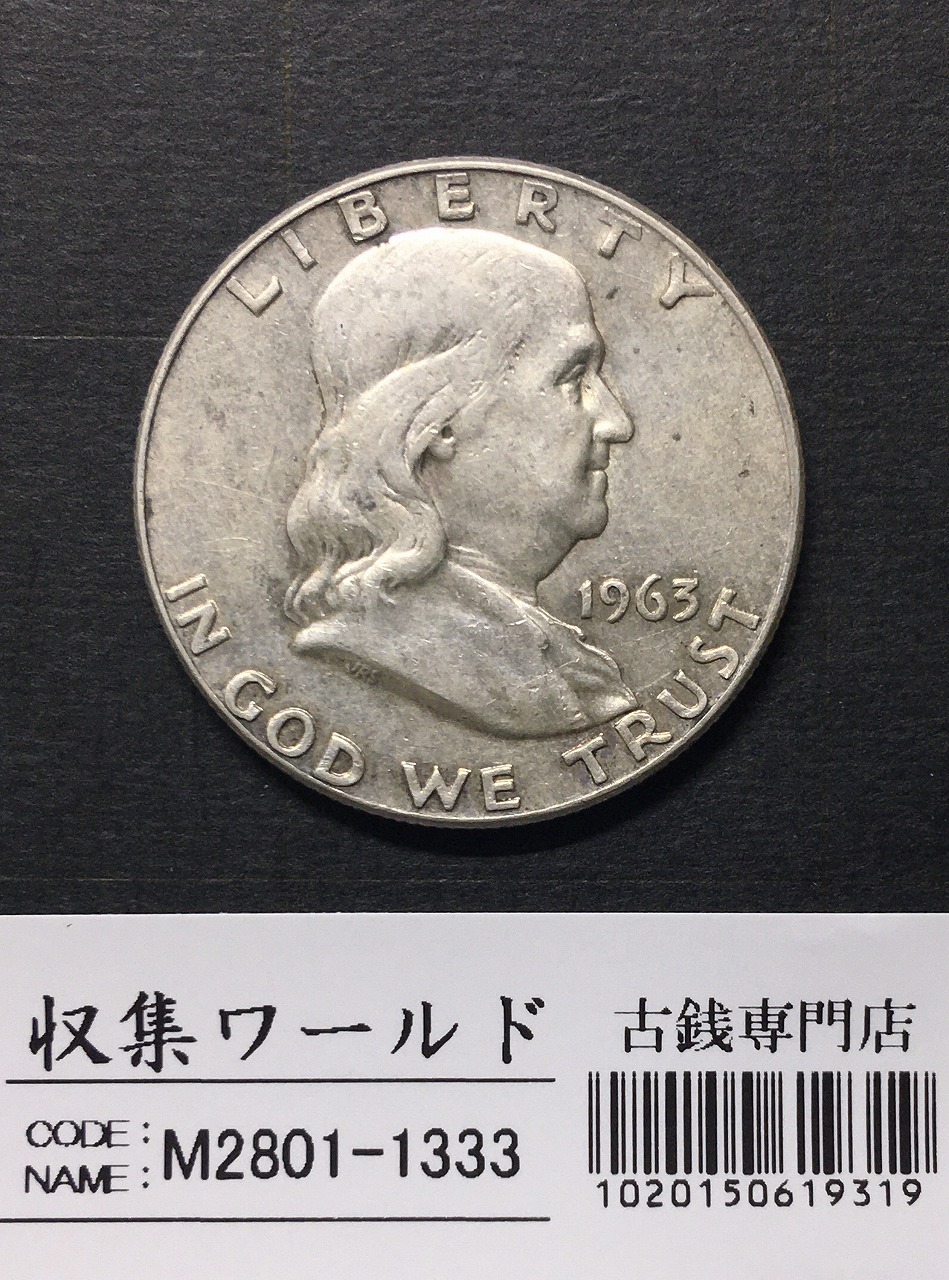 LIBERTY
1963
JRS
IN GOD WE TRUST
収集ワールド
古銭専門店
CODE:
NAME: M2801-1333
1020150619319